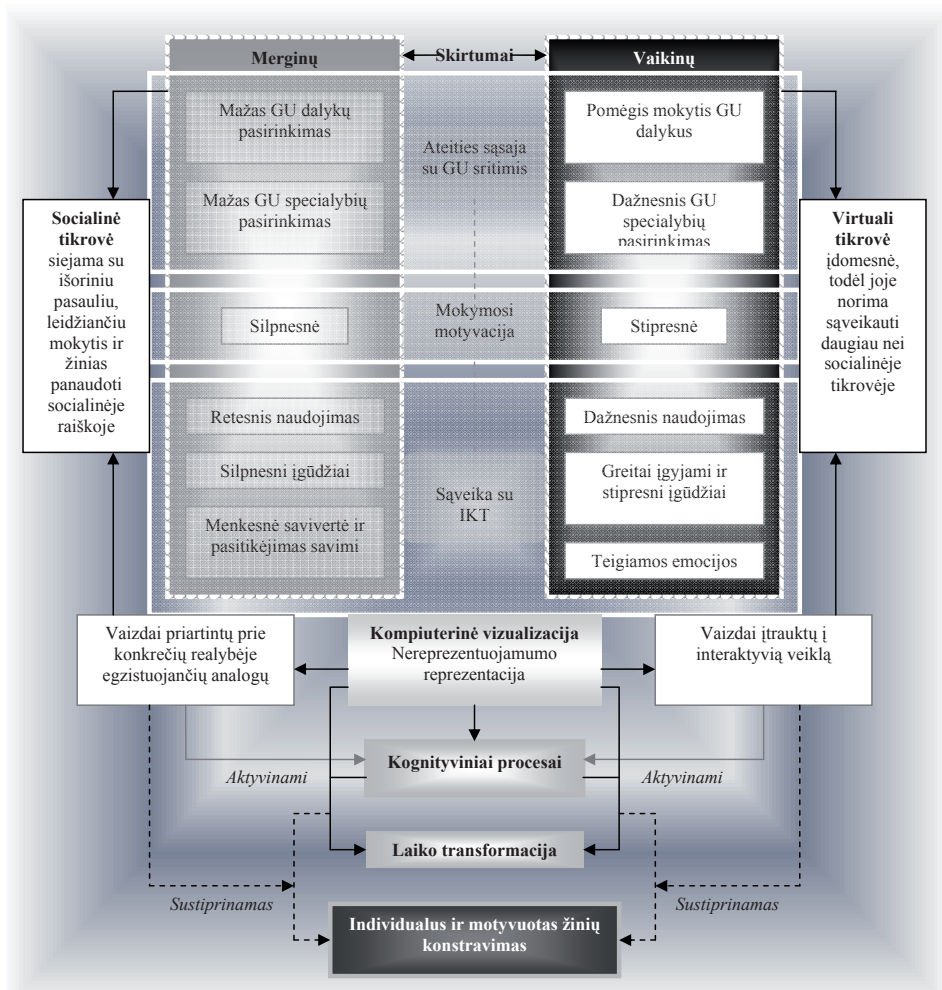 Merginų
Skirtumai
Vaikinų
Mažas GU dalykų
pasirinkimas
Mažas GU specialybių
pasirinkimas
Ateities sąsaja
su GU sritimis
Pomėgis mokytis GU
dalykus
Dažnesnis GU
specialybių
pasirinkimas
Socialinė
tikrovė
siejama su
išoriniu
pasauliu,
leidžiančiu
mokytis ir
žinias
panaudoti
socialinėje
raiškoje
Virtuali
tikrovė
įdomesnė,
todėl joje
norima
sąveikauti
daugiau nei
socialinėje
tikrovėje
Silpnesnė
Mokymosi
motyvacija
Stipresnė
Retesnis naudojimas
Silpnesni įgūdžiai
Menkesnė savivertė ir
pasitikėjimas savimi
Sąveika su
IKT
Dažnesnis naudojimas
Greitai įgyjami ir
stipresni įgūdžiai
Teigiamos emocijos
Vaizdai priartintų prie
konkrečių realybėje
egzistuojančių analogų
Kompiuterinė vizualizacija
Nereprezentuojamumo
reprezentacija
Vaizdai įtrauktų į
interaktyvią veiklą
Kognityviniai procesai
Aktyvinami
Aktyvinami
Laiko transformacija
Sustiprinamas
Sustiprinamas
Individualus ir motyvuotas žinių
konstravimas